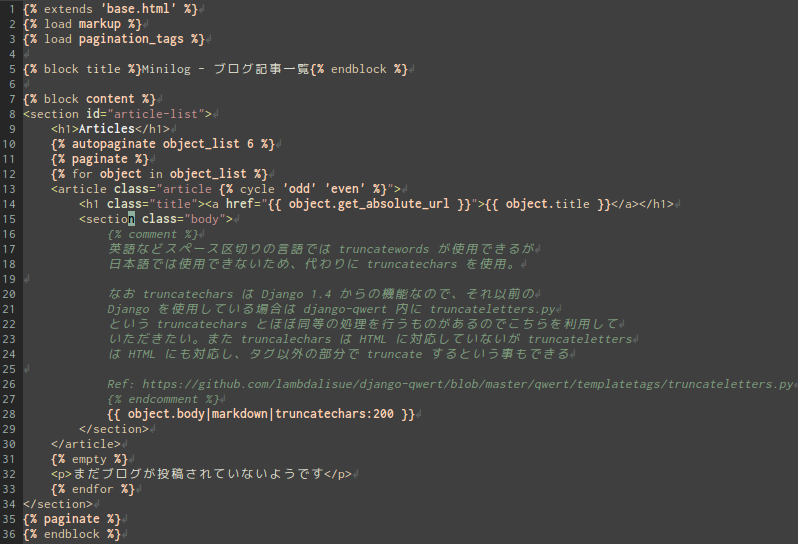 1 {% extends 'base.html' %}
2 {% load markup %}
3 {% load pagination_tags %}
4
5 {% block title %}Minilog - ブログ記事一覧{% endblock %}
6
7 {% block content %}
8 <section id="article-list">
9     <h1>Articles</h1>
10     {% autopaginate object_list 6 %}
11     {% paginate %}
12     {% for object in object_list %}
13     <article class="article {% cycle 'odd' 'even' %}">
14         <h1 class="title"><a href="{{ object.get_absolute_url }}">{{ object.title }}</a></h1>
15         <section class="body">
16             {% comment %}
17             英語などスペース区切りの言語では truncatewords が使用できるが
18             日本語では使用できないため、代わりに truncatechars を使用。
19
20             なお truncatechars は Django 1.4 からの機能なので、それ以前の
21             Django を使用している場合は django-qwert 内に truncateletters.py
22             という truncatechars とほぼ同等の処理を行うものがあるのでこちらを利用して
23             いただきたい。また truncalechars は HTML に対応していないが truncateletters
24             は HTML にも対応し、タグ以外の部分で truncate するという事もできる
25
26             Ref: https://github.com/lambdalisue/django-qwert/blob/master/qwert/templatetags/truncateletters.py
27             {% endcomment %}
28             {{ object.body|markdown|truncatechars:200 }}
29         </section>
30     </article>
31     {% empty %}
32     <p>まだブログが投稿されていないようです</p>
33     {% endfor %}
34 </section>
35 {% paginate %}
36 {% endblock %}